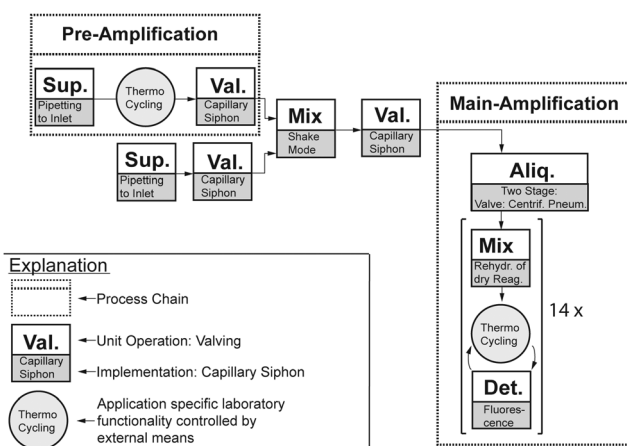 Pre-Amplification
Sup.
Pipetting
to Inlet
Thermo
Cycling
Val.
Capillary
Siphon
Mix
Shake
Mode
Val.
Capillary
Siphon
Sup.
Pipetting
to Inlet
Val.
Capillary
Siphon
Main-Amplification
Aliq.
Two Stage:
Valve: Centrif. Pneum.
Mix
Rehydr. of
dry Reag.
Thermo
Cycling
Det.
Fluores-
cence
14 x
Explanation
Process Chain
Val.
Capillary
Siphon
Unit Operation: Valving
Implementation: Capillary Siphon
Thermo
Cycling
Application specific laboratory
functionality controlled by
external means